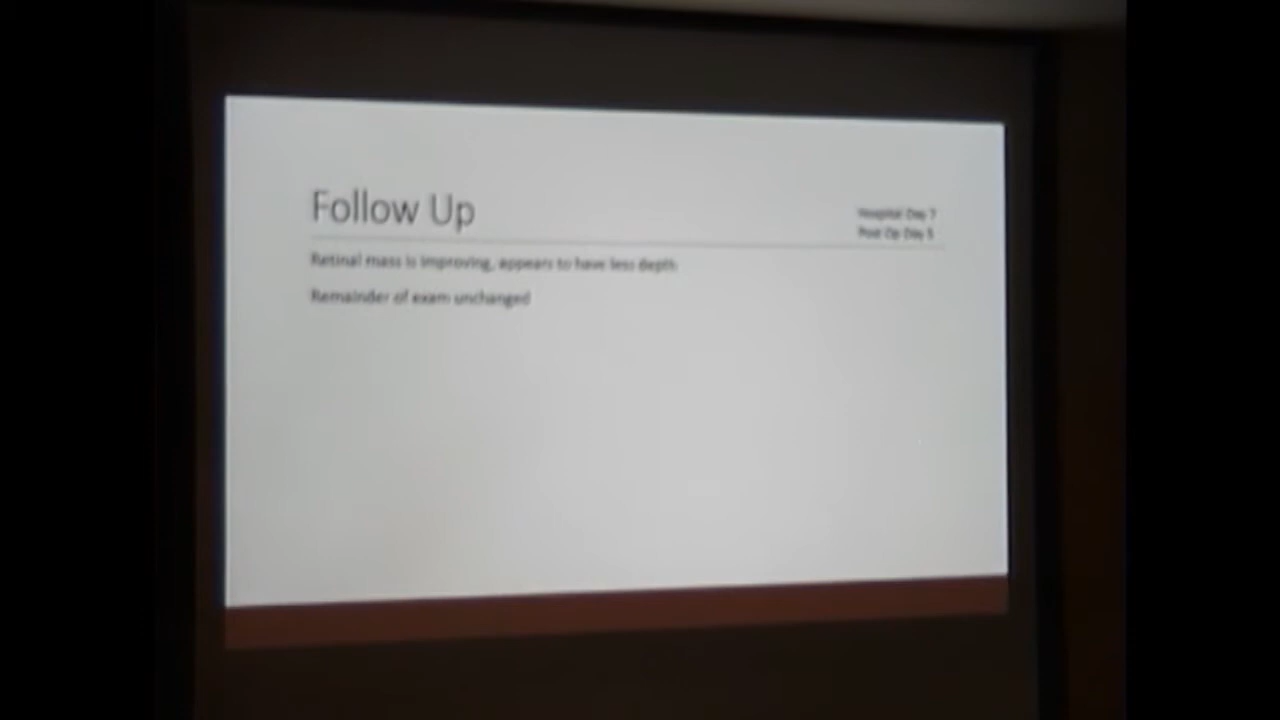 Follow Up
Hospital Day 7
Post Op Day 5
Retinal mass is improving, appears to have less depth
Remainder of exam unchanged